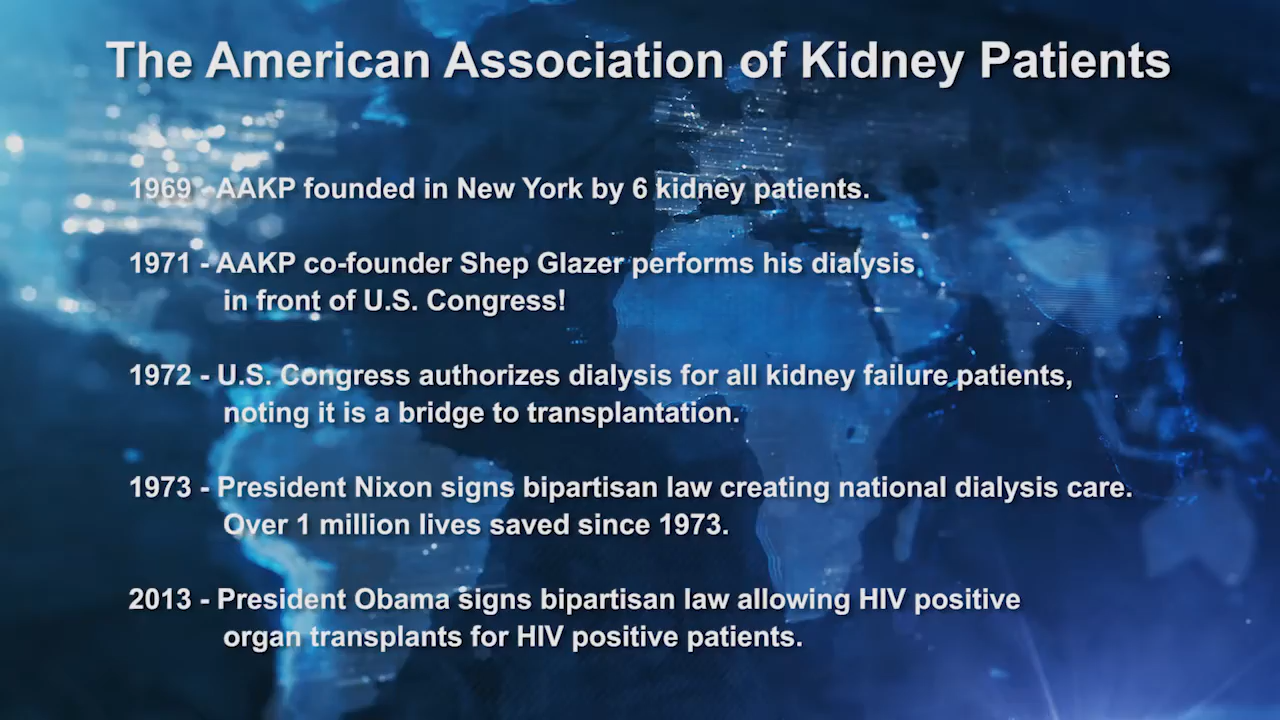 The American Association of Kidney Patients
1969 - AAKP founded in New York by 6 kidney patients.
1971 - AAKP co-founder Shep Glazer performs his dialysis
in front of U.S. Congress!
1972 - U.S. Congress authorizes dialysis for all kidney failure patients,
noting it is a bridge to transplantation.
1973 - President Nixon signs bipartisan law creating national dialysis care.
Over 1 million lives saved since 1973.
2013 - President Obama signs bipartisan law allowing HIV positive
organ transplants for HIV positive patients.